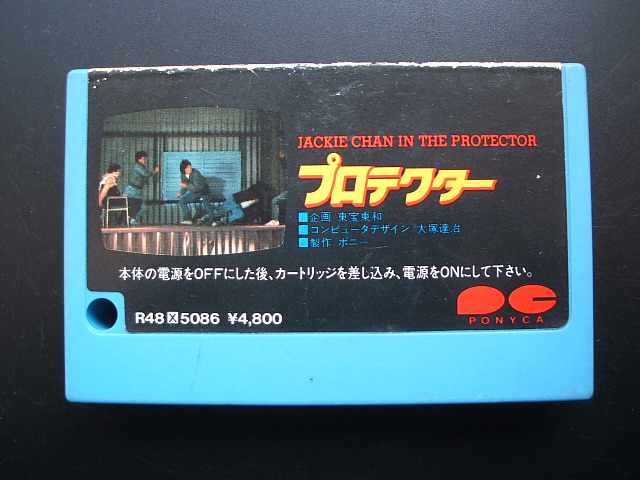 JACKIE CHAN IN THE PROTECTOR
プロテクター
■企画 東宝東和
■コンピュータデザイン 大塚達治
■製作 ポニー
本体の電源をOFFにした後、カートリッジを差し込み、電源をONにして下さい。
R48X5086 ¥4,800
PC
PONYCA